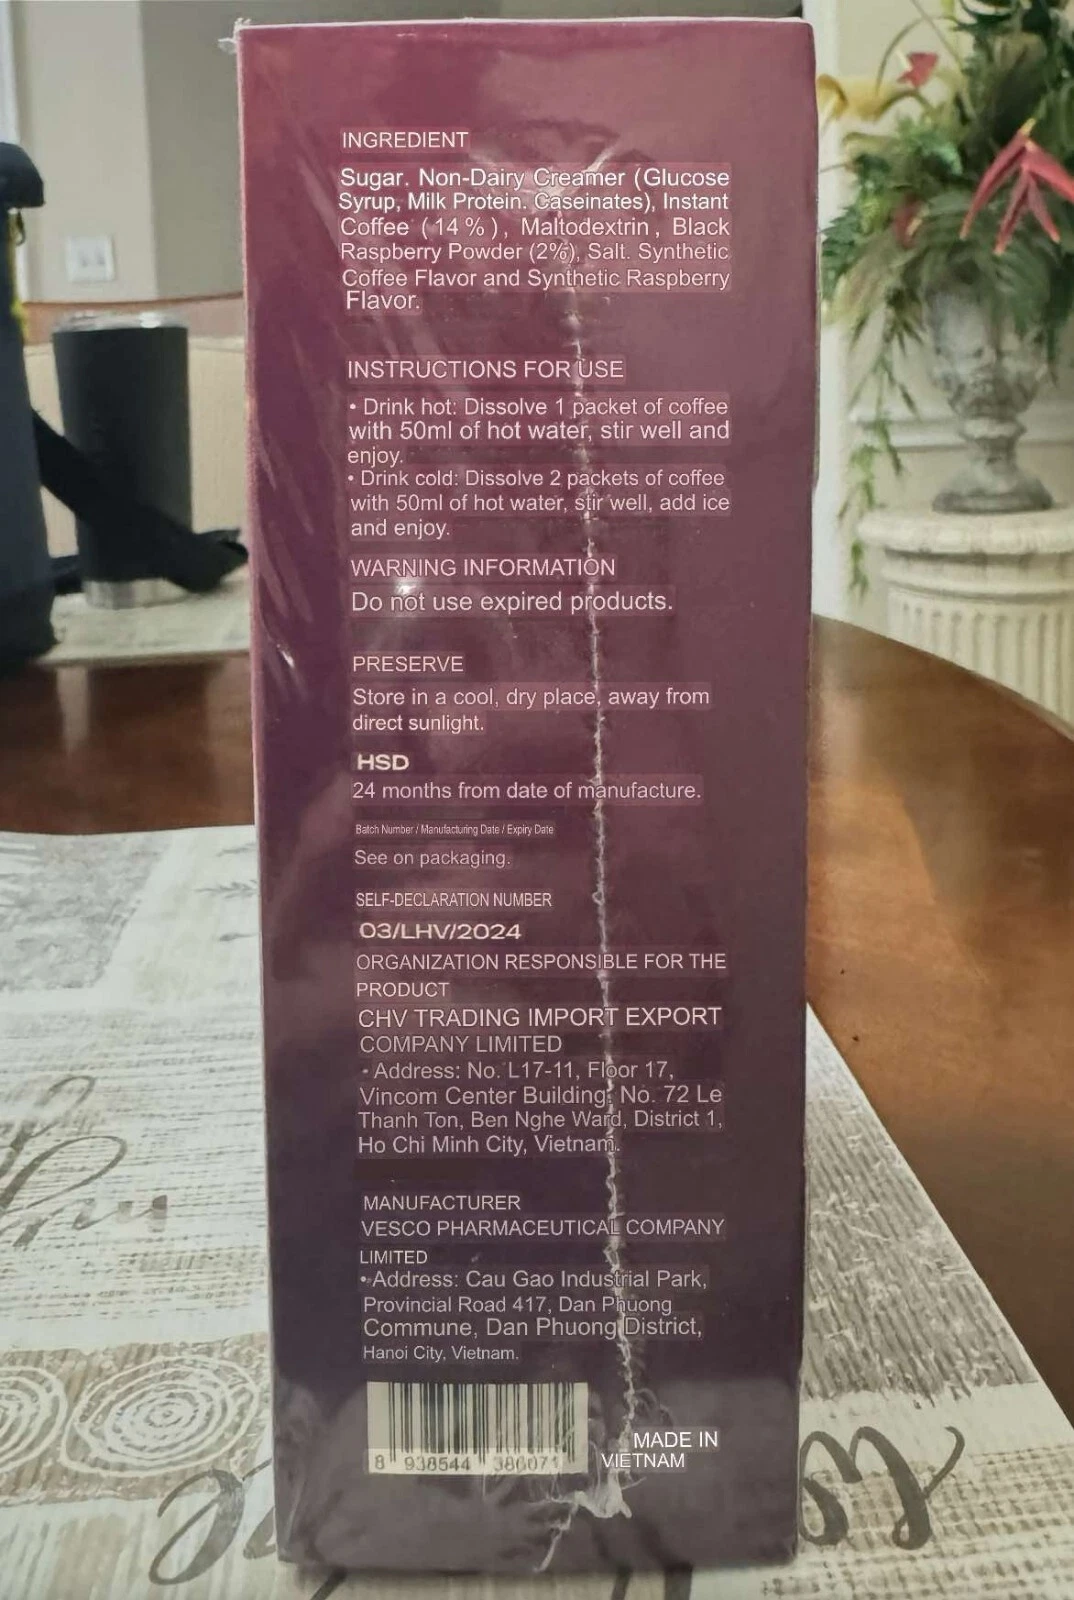 INGREDIENT
Sugar. Non-Dairy Creamer (Glucose
Syrup, Milk Protein. Caseinates), Instant
Coffee ( 14 % ) , Maltodextrin , Black
Raspberry Powder (2%), Salt. Synthetic
Coffee Flavor and Synthetic Raspberry
Flavor.
INSTRUCTIONS FOR USE
• Drink hot: Dissolve 1 packet of coffee
with 50ml of hot water, stir well and
enjoy.
• Drink cold: Dissolve 2 packets of coffee
with 50ml of hot water, stir well, add ice
and enjoy.
WARNING INFORMATION
Do not use expired products.
PRESERVE
Store in a cool, dry place, away from
direct sunlight.
HSD
24 months from date of manufacture.
Batch Number / Manufacturing Date / Expiry Date
See on packaging.
SELF-DECLARATION NUMBER
03/LHV/2024
ORGANIZATION RESPONSIBLE FOR THE
PRODUCT
CHV TRADING IMPORT EXPORT
COMPANY LIMITED
• Address: No. L17-11, Floor 17,
Vincom Center Building, No. 72 Le
Thanh Ton, Ben Nghe Ward, District 1,
Ho Chi Minh City, Vietnam.
MANUFACTURER
VESCO PHARMACEUTICAL COMPANY
LIMITED
• Address: Cau Gao Industrial Park,
Provincial Road 417, Dan Phuong
Commune, Dan Phuong District,
Hanoi City, Vietnam.
8 938544 386071
MADE IN
VIETNAM